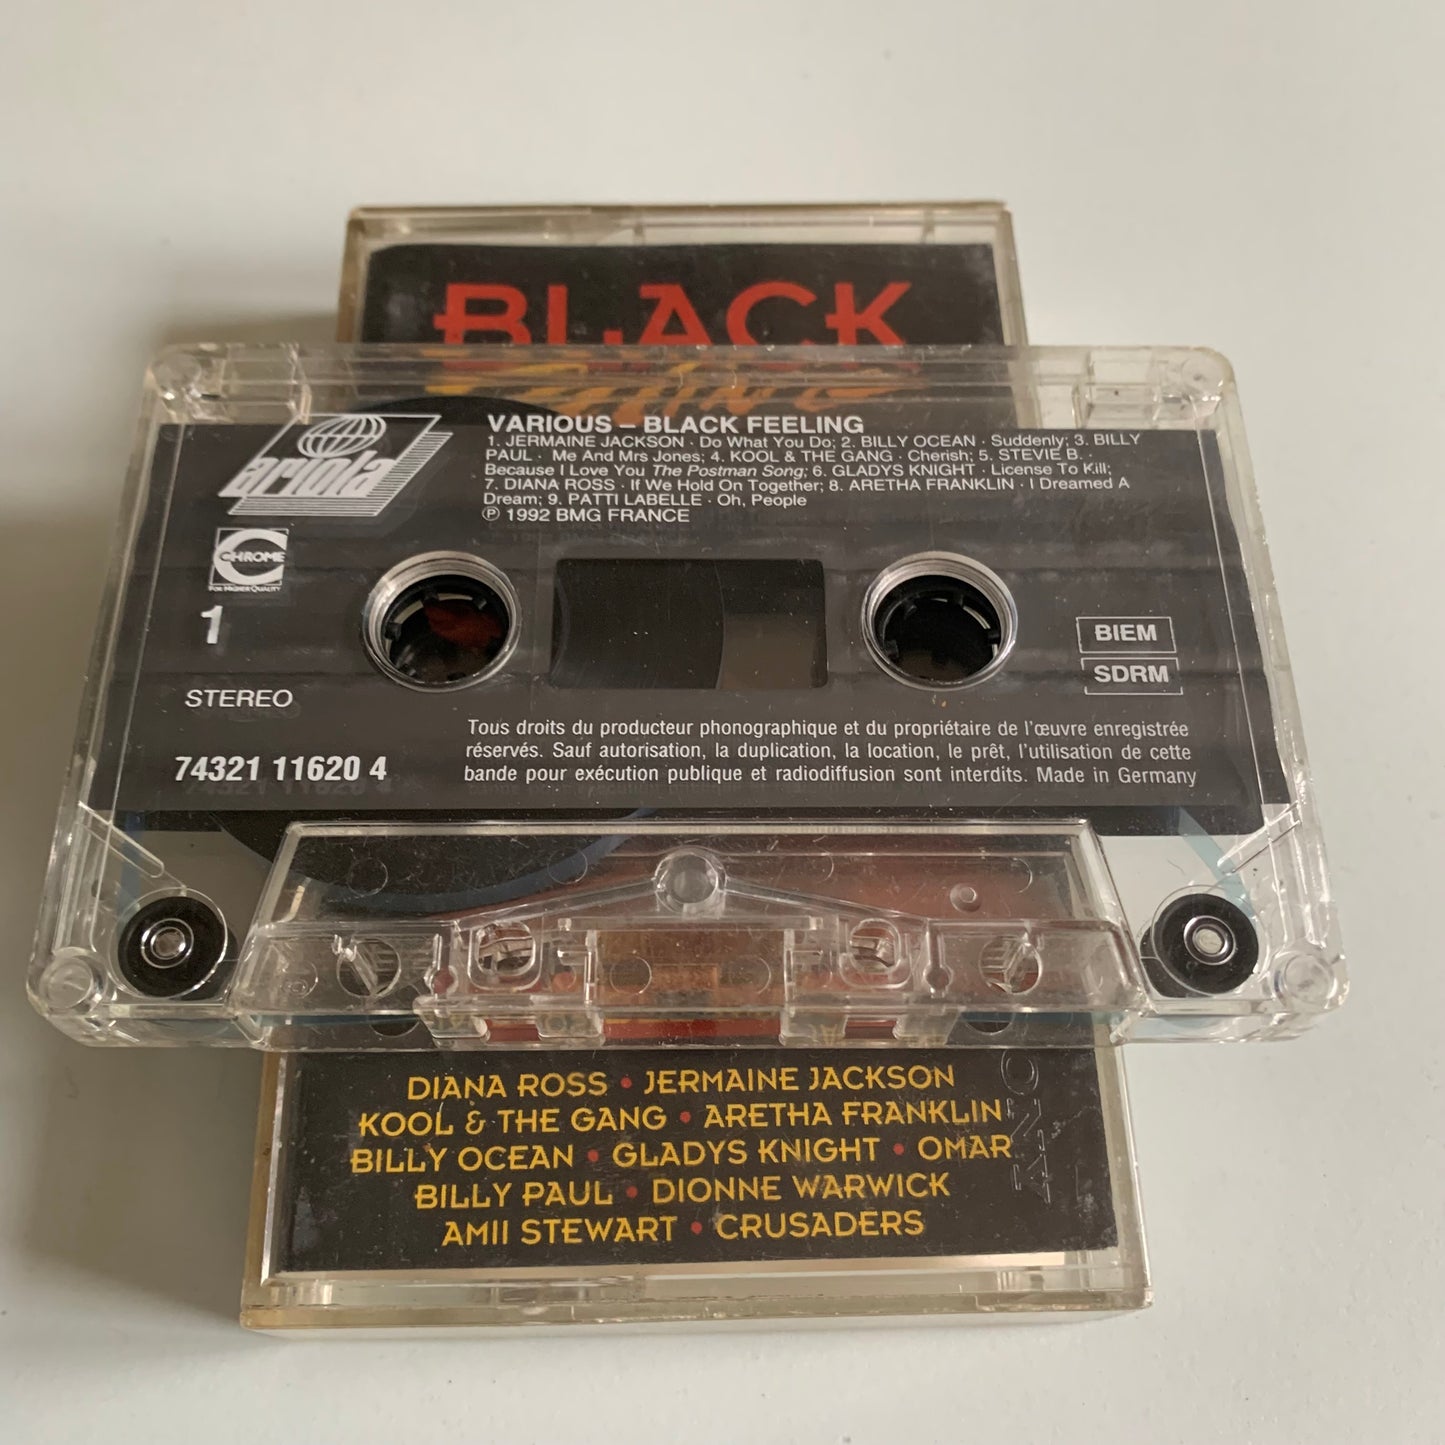 BLACK
ariola
VARIOUS – BLACK FEELING
1. JERMAINE JACKSON · Do What You Do; 2. BILLY OCEAN · Suddenly; 3. BILLY
PAUL · Me And Mrs Jones; 4. KOOL & THE GANG · Cherish; 5. STEVIE B. ·
Because I Love You The Postman Song; 6. GLADYS KNIGHT · License To Kill;
7. DIANA ROSS · If We Hold On Together; 8. ARETHA FRANKLIN · I Dreamed A
Dream; 9. PATTI LABELLE · Oh, People
℗ 1992 BMG FRANCE
CHROME
FOR HIGHER QUALITY
1
STEREO
74321 11620 4
BIEM
SDRM
Tous droits du producteur phonographique et du propriétaire de l'œuvre enregistrée
réservés. Sauf autorisation, la duplication, la location, le prêt, l'utilisation de cette
bande pour exécution publique et radiodiffusion sont interdits. Made in Germany
DIANA ROSS • JERMAINE JACKSON
KOOL & THE GANG • ARETHA FRANKLIN
BILLY OCEAN • GLADYS KNIGHT • OMAR
BILLY PAUL • DIONNE WARWICK
AMII STEWART • CRUSADERS